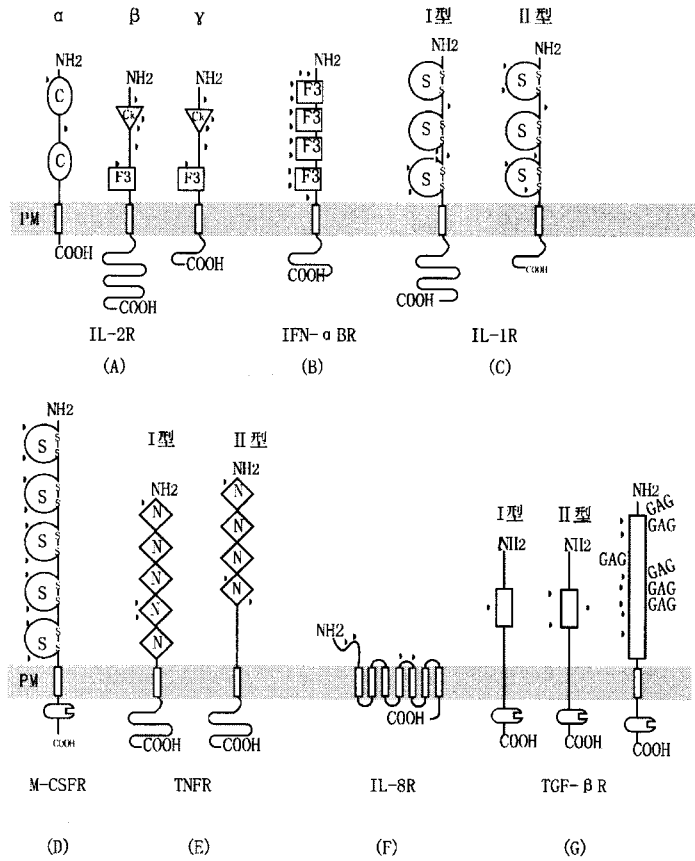 α β γ I型 II型
NH2 NH2 NH2 NH2 NH2 NH2
C Ck Ck F3 S S
S S
F3 S S
C F3 S S
F3 F3 F3 S S
PM
COOH COOH COOH COOH COOH COOH
IL-2R IFN-αBR IL-1R
(A) (B) (C)
NH2 I型 II型 NH2
S S S NH2 NH2 I型 II型 GAG
S S S N N NH2 NH2 GAG
S S S N N GAG GAG
S S S N N NH2 GAG
S S S N N GAG
N
PM
COOH COOH COOH COOH COOH COOH COOH
M-CSFR TNFR IL-8R TGF-βR
(D) (E) (F) (G)